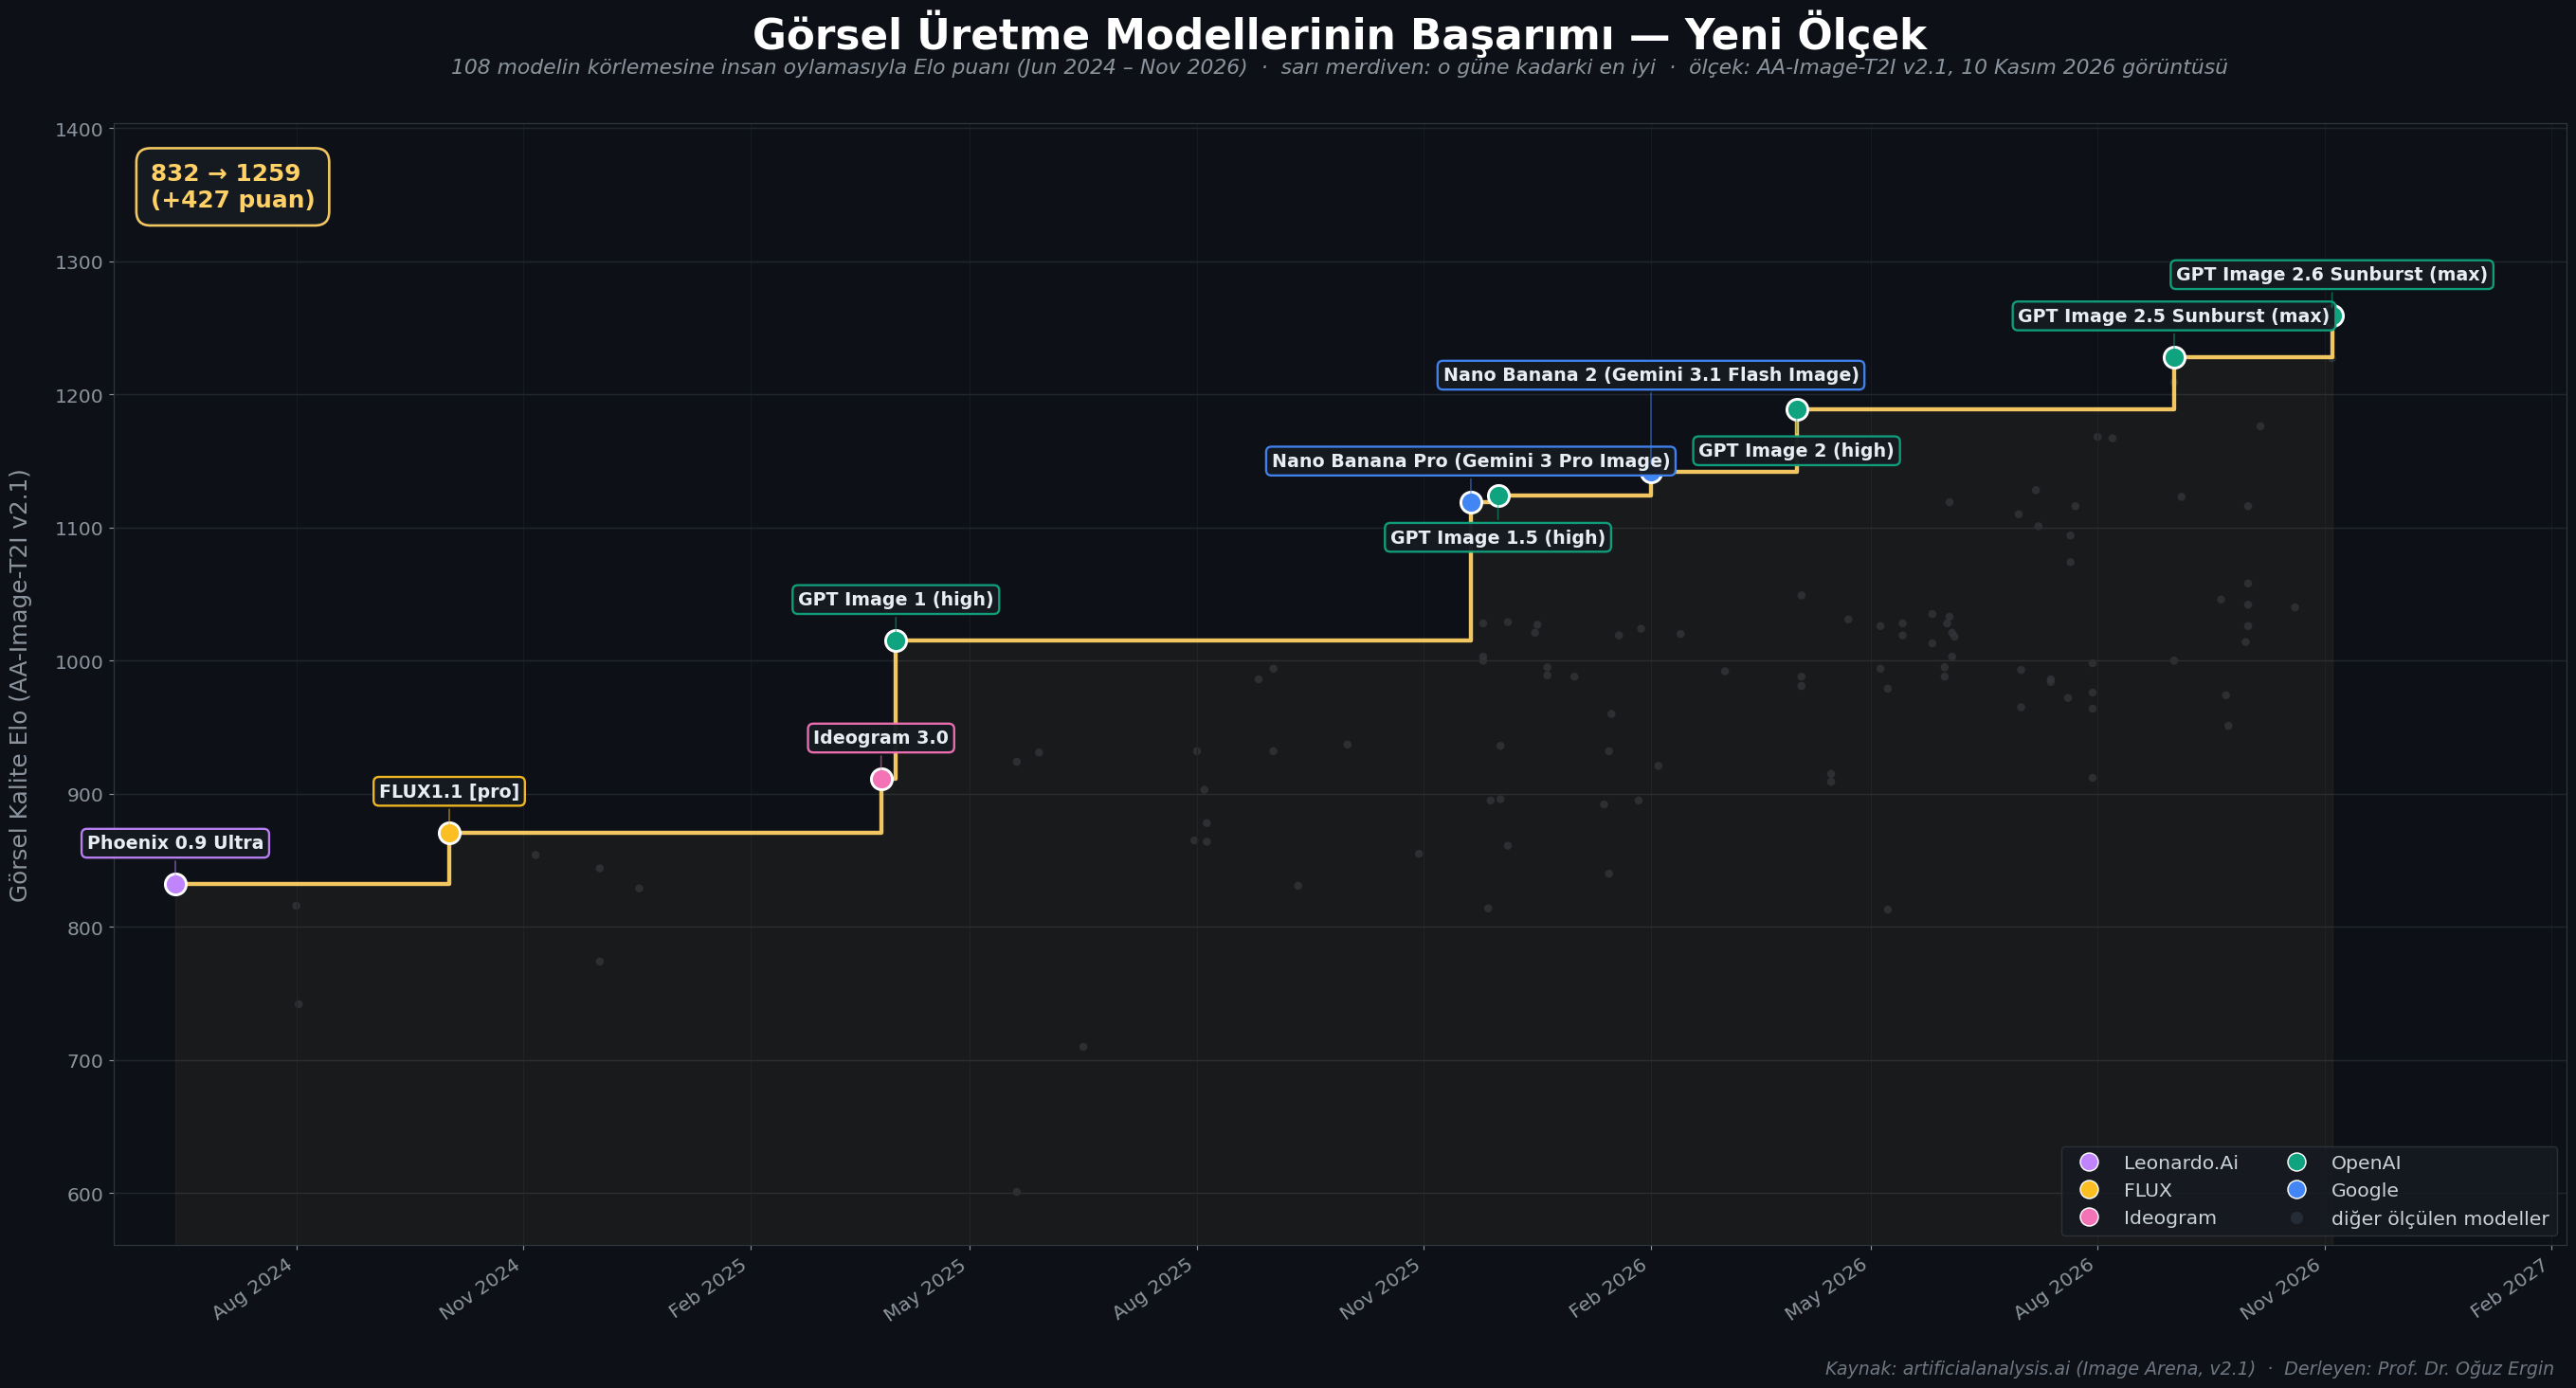 Görsel Üretme Modellerinin Başarımı — Yeni Ölçek
108 modelin körlemesine insan oylamasıyla Elo puanı (Jun 2024 – Nov 2026)  ·  sarı merdiven: o güne kadarki en iyi  ·  ölçek: AA-Image-T2I v2.1, 10 Kasım 2026 görüntüsü
832 → 1259
(+427 puan)
Görsel Kalite Elo (AA-Image-T2I v2.1)
1400
1300
1200
1100
1000
900
800
700
600
GPT Image 2.6 Sunburst (max)
GPT Image 2.5 Sunburst (max)
Nano Banana 2 (Gemini 3.1 Flash Image)
GPT Image 2 (high)
Nano Banana Pro (Gemini 3 Pro Image)
GPT Image 1.5 (high)
GPT Image 1 (high)
Ideogram 3.0
FLUX1.1 [pro]
Phoenix 0.9 Ultra
Leonardo.Ai
FLUX
Ideogram
OpenAI
Google
diğer ölçülen modeller
Aug 2024
Nov 2024
Feb 2025
May 2025
Aug 2025
Nov 2025
Feb 2026
May 2026
Aug 2026
Nov 2026
Feb 2027
Kaynak: artificialanalysis.ai (Image Arena, v2.1)  ·  Derleyen: Prof. Dr. Oğuz Ergin